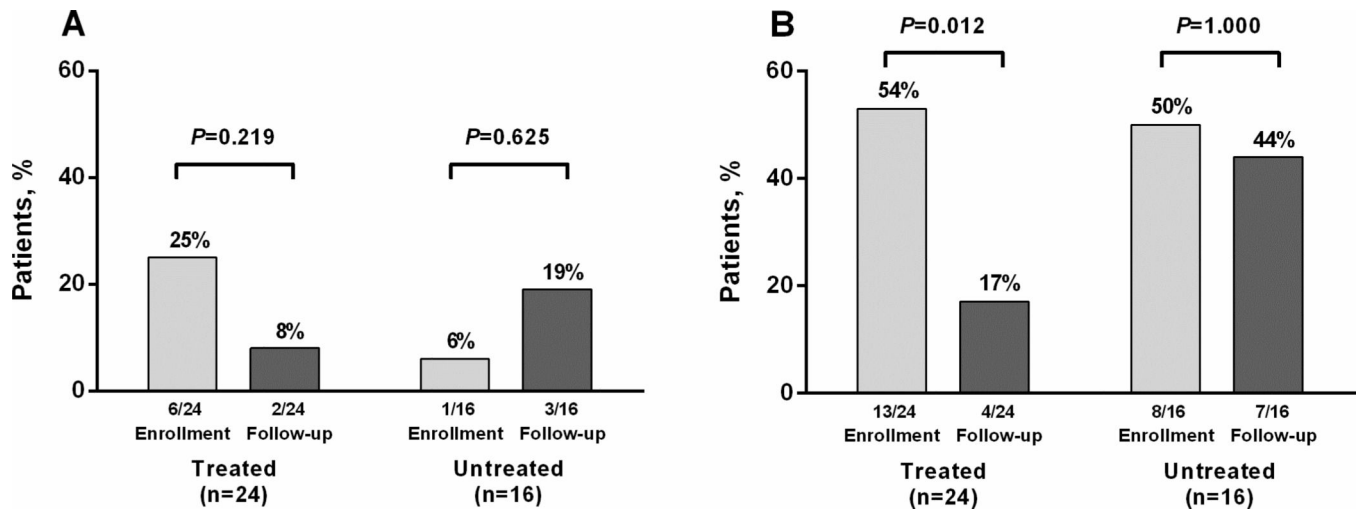 A
P=0.219
P=0.625
Patients, %
60
40
20
0
25%
8%
6%
19%
6/24
2/24
1/16
3/16
Enrollment
Follow-up
Enrollment
Follow-up
Treated
(n=24)
Untreated
(n=16)
B
P=0.012
P=1.000
Patients, %
60
40
20
0
54%
17%
50%
44%
13/24
4/24
8/16
7/16
Enrollment
Follow-up
Enrollment
Follow-up
Treated
(n=24)
Untreated
(n=16)